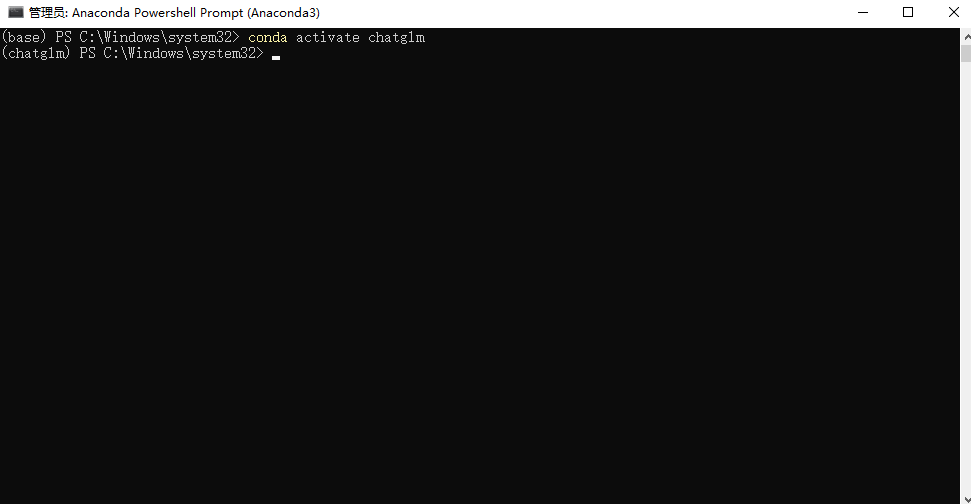 管理员: Anaconda Powershell Prompt (Anaconda3)
(base) PS C:\Windows\system32> conda activate chatglm
(chatglm) PS C:\Windows\system32>